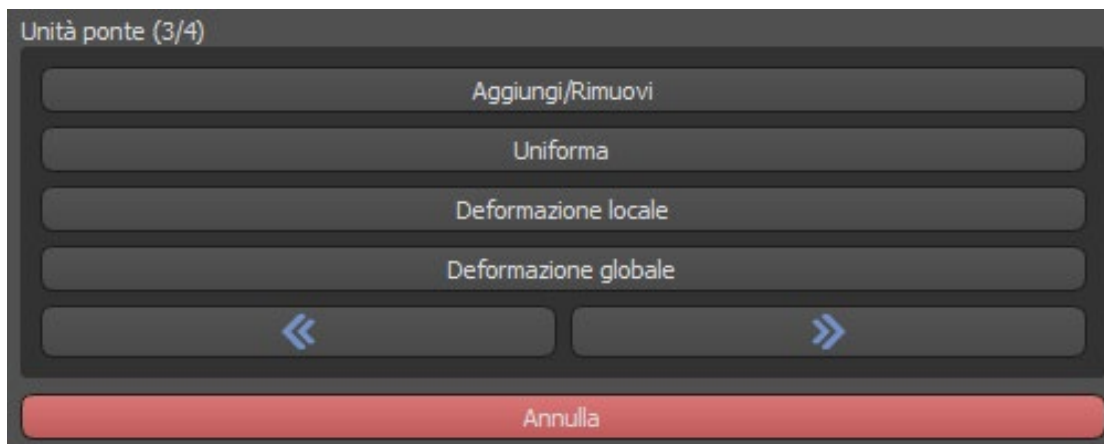 Unità ponte (3/4)
Aggiungi/Rimuovi
Uniforma
Deformazione locale
Deformazione globale
Annulla